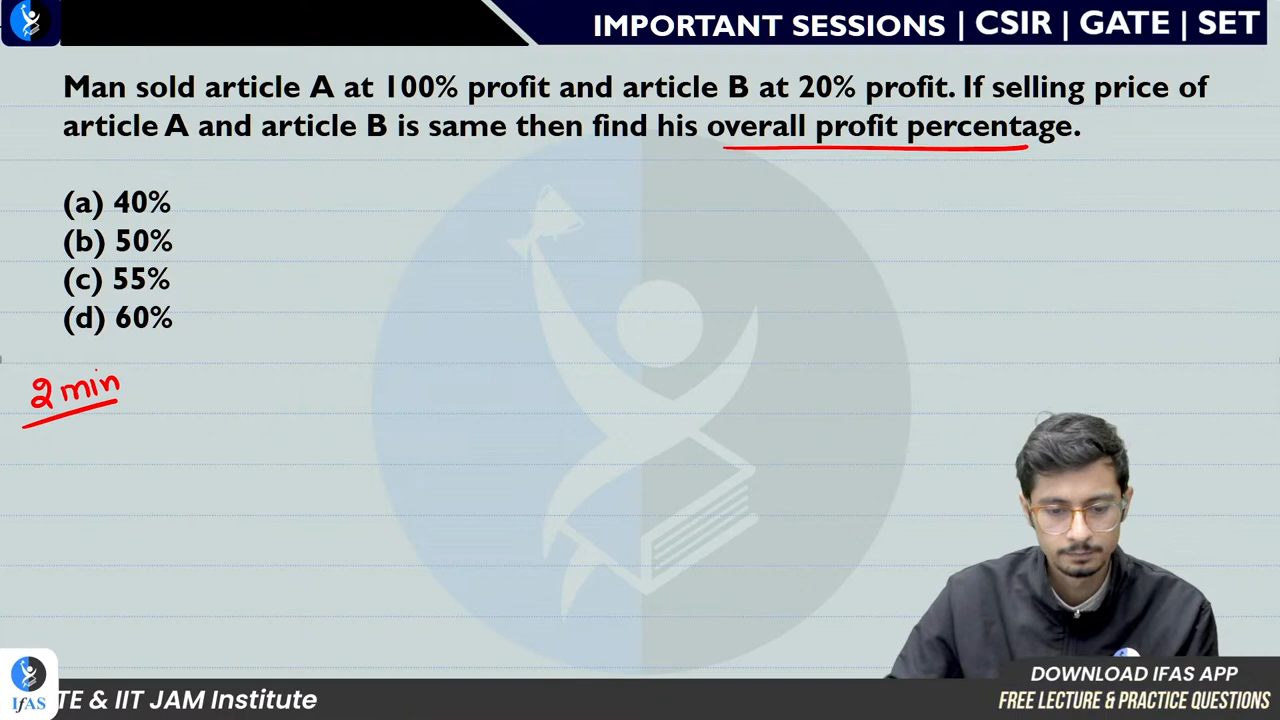 IMPORTANT SESSIONS | CSIR | GATE | SET
Man sold article A at 100% profit and article B at 20% profit. If selling price of
article A and article B is same then find his overall profit percentage.
(a) 40%
(b) 50%
(c) 55%
(d) 60%
2 min
IfAS
TE & IIT JAM Institute
DOWNLOAD IFAS APP
FREE LECTURE & PRACTICE QUESTIONS